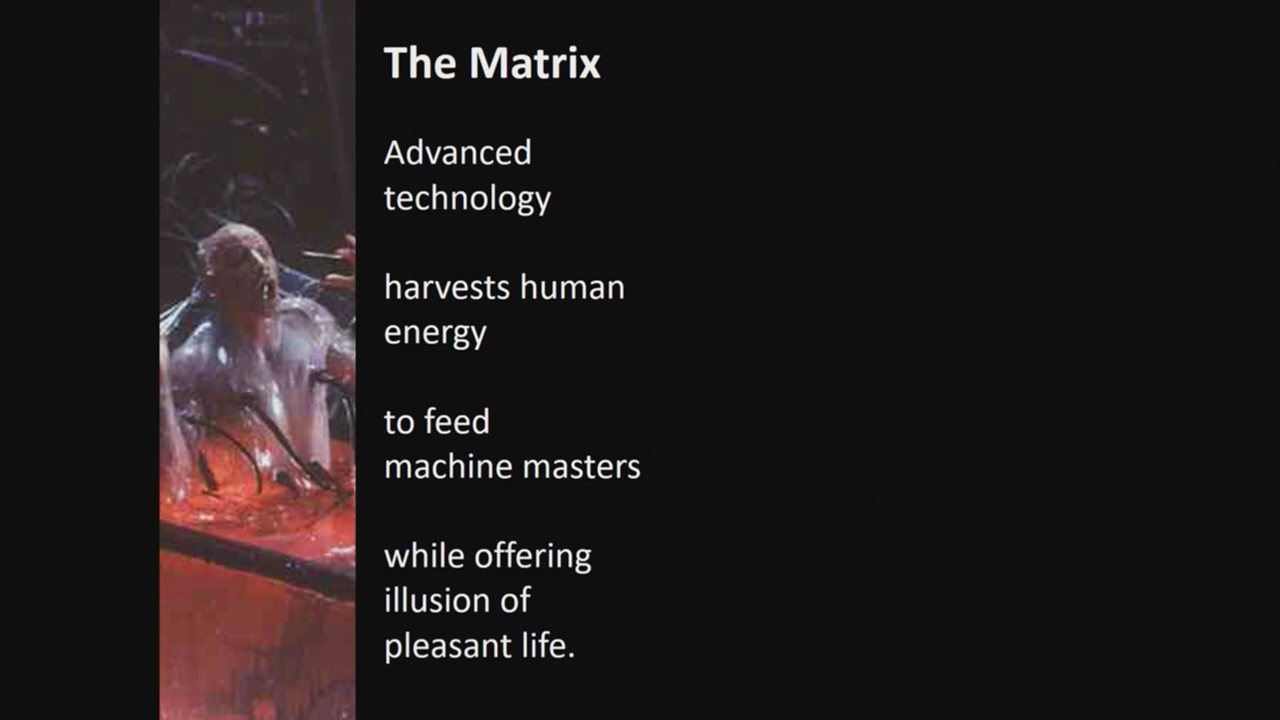 The Matrix
Advanced
technology
harvests human
energy
to feed
machine masters
while offering
illusion of
pleasant life.